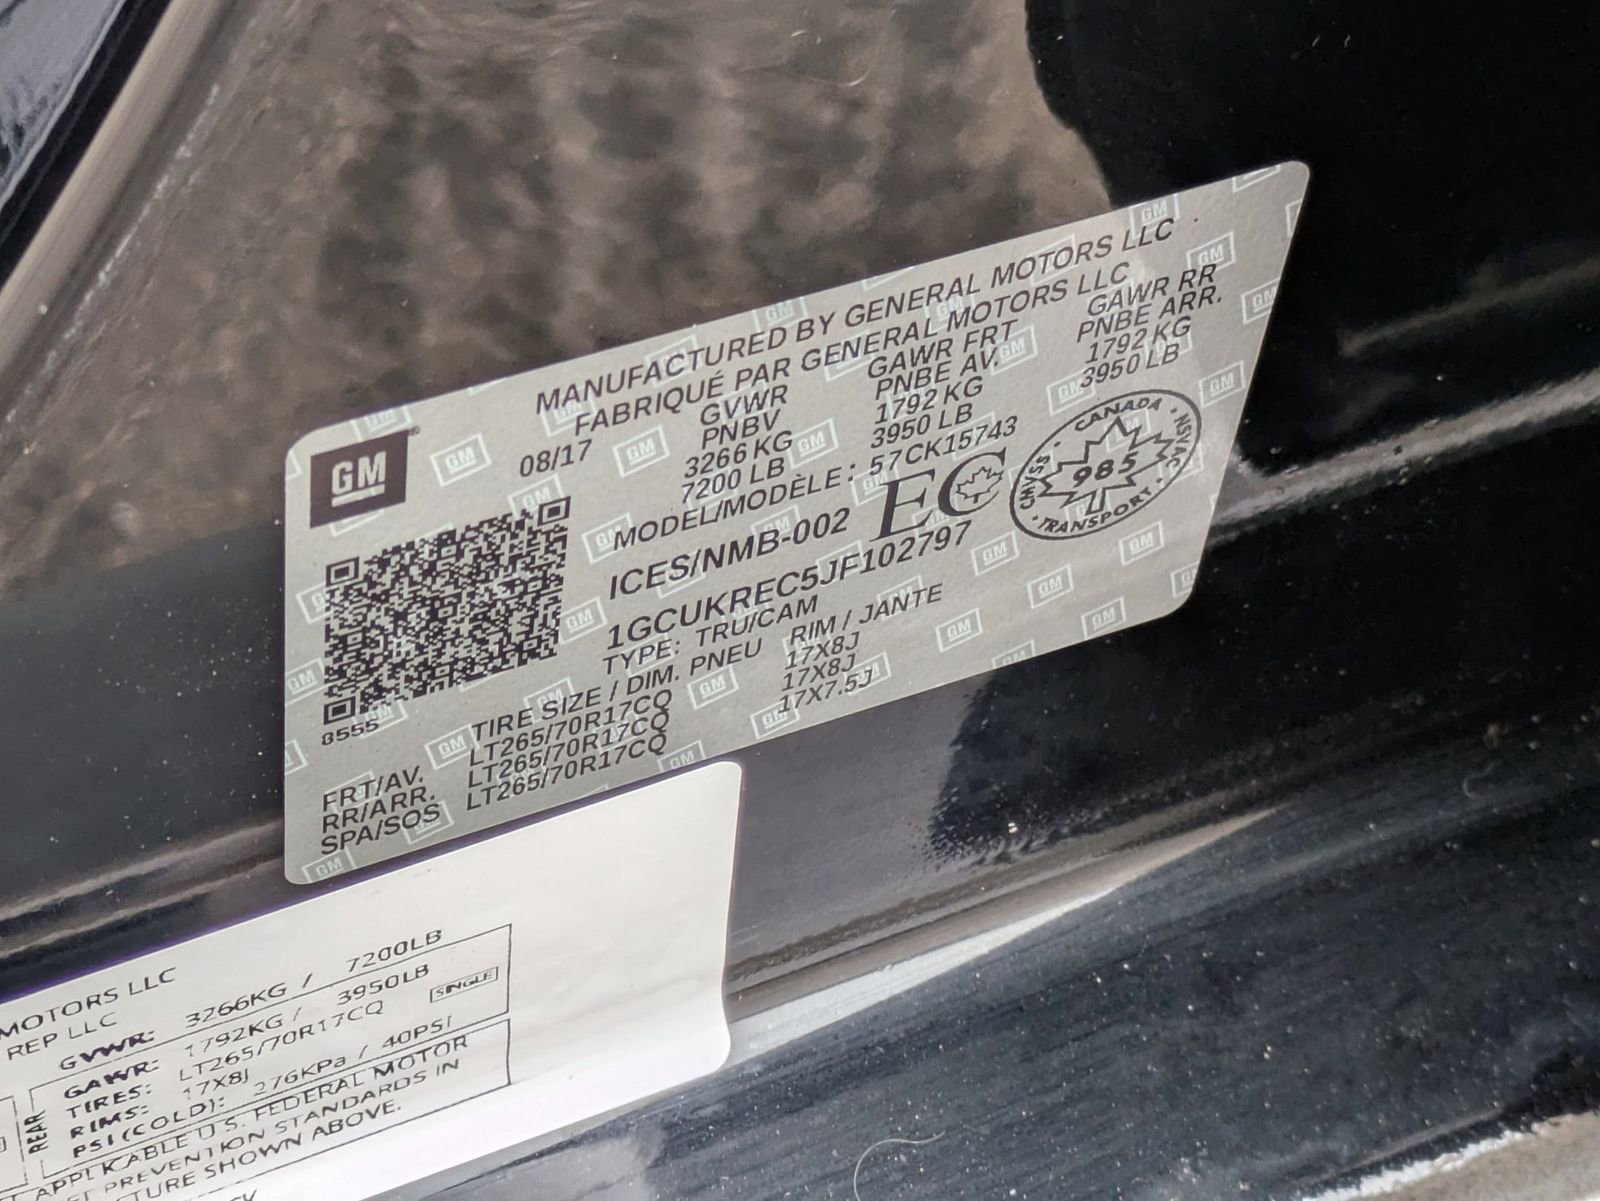 MANUFACTURED BY GENERAL MOTORS LLC
FABRIQUÉ PAR GENERAL MOTORS LLC
GM
08/17
GVWR GAWR FRT GAWR RR
PNBV PNBE AV. PNBE ARR.
3266 KG 1792 KG 1792 KG
7200 LB 3950 LB 3950 LB
MODEL/MODÈLE: 57CK15743
ICES/NMB-002 EC
CANADA
NSVAC
985
CMVSS
TRANSPORT
1GCUKREC5JF102797
TYPE: TRU/CAM
TIRE SIZE / DIM. PNEU RIM / JANTE
8555
FRT/AV. LT265/70R17CQ 17X8J
RR/ARR. LT265/70R17CQ 17X8J
SPA/SOS LT265/70R17CQ 17X7.5J
MOTORS LLC
REP LLC
GVWR: 3266KG / 7200LB
GAWR: 1792KG / 3950LB
TIRES: LT265/70R17CQ SINGLE
RIMS: 17X8J
PSI(COLD): 276KPa / 40PSI
REAR
APPLICABLE U.S. FEDERAL MOTOR
PREVENTION STANDARDS IN
SHOWN ABOVE.